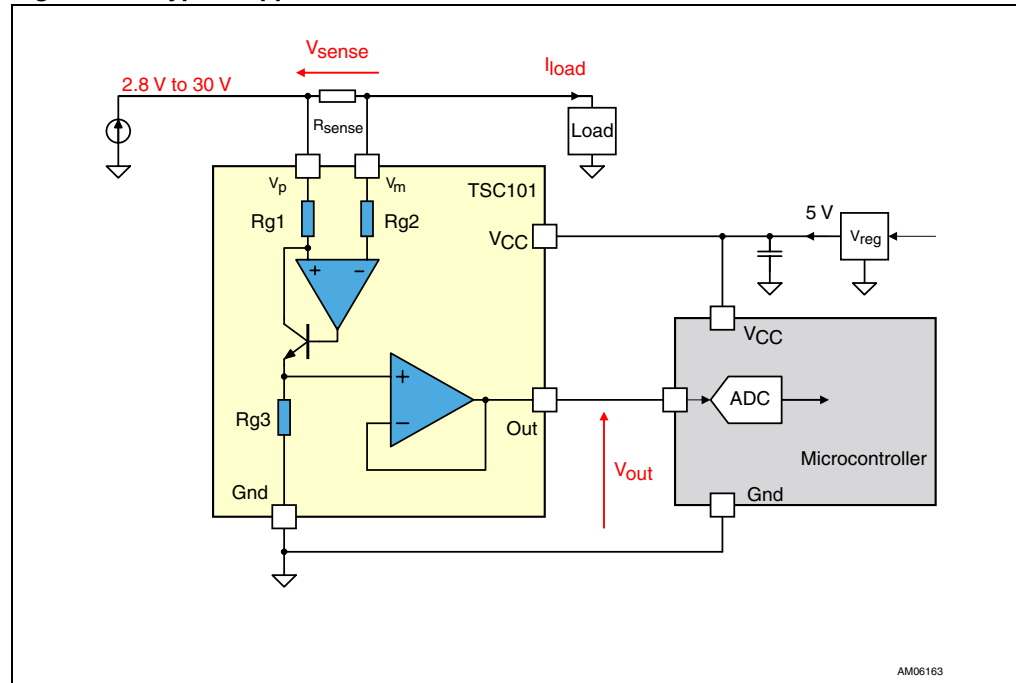 Vsense
Iload
2.8 V to 30 V
Rsense
Load
Vp
Vm
TSC101
Rg1
Rg2
VCC
5 V
Vreg
+
−
VCC
+
−
ADC
Rg3
Out
Vout
Microcontroller
Gnd
Gnd
AM06163